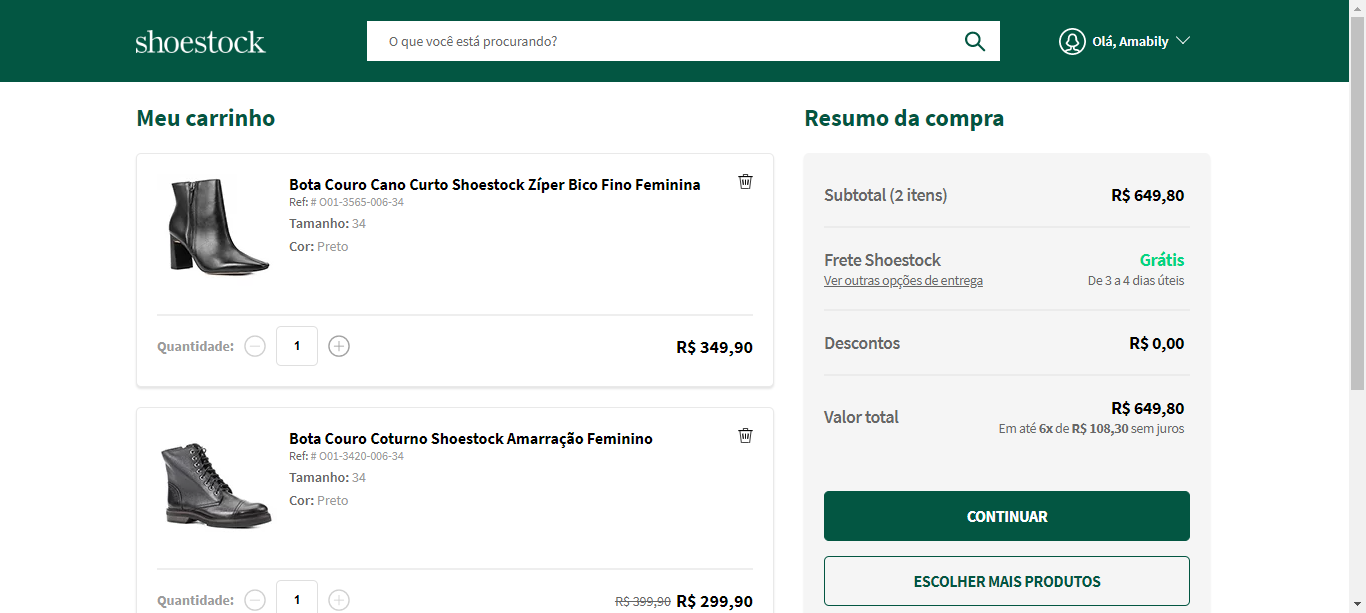 shoestock
O que você está procurando?
Olá, Amabily
Meu carrinho
Bota Couro Cano Curto Shoestock Zíper Bico Fino Feminina
Ref: # O01-3565-006-34
Tamanho: 34
Cor: Preto
Quantidade: 1
R$ 349,90
Bota Couro Coturno Shoestock Amarração Feminino
Ref: # O01-3420-006-34
Tamanho: 34
Cor: Preto
Quantidade: 1
R$ 399,90 R$ 299,90
Resumo da compra
Subtotal (2 itens) R$ 649,80
Frete Shoestock Grátis
Ver outras opções de entrega De 3 a 4 dias úteis
Descontos R$ 0,00
Valor total R$ 649,80
Em até 6x de R$ 108,30 sem juros
CONTINUAR
ESCOLHER MAIS PRODUTOS